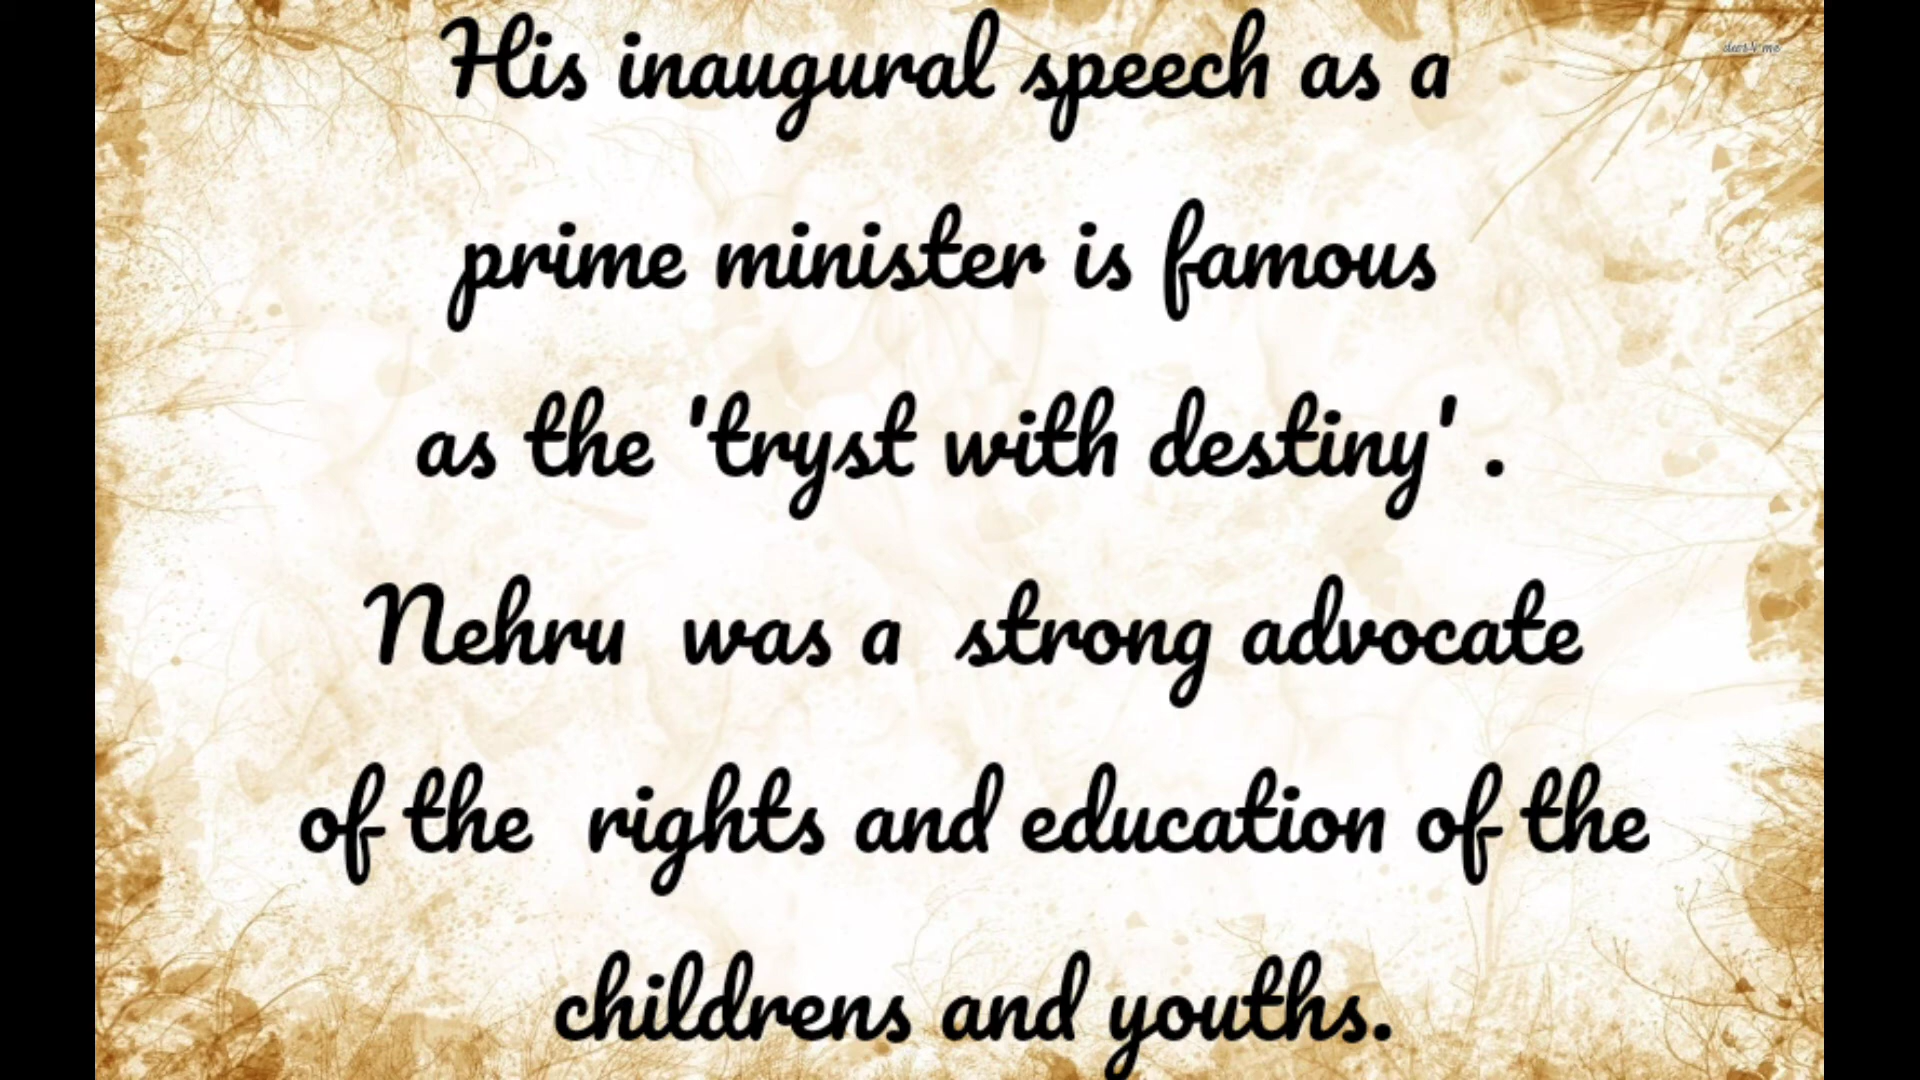 His inaugural speech as a
prime minister is famous
as the 'tryst with destiny' .
Nehru was a strong advocate
of the rights and education of the
childrens and youths.